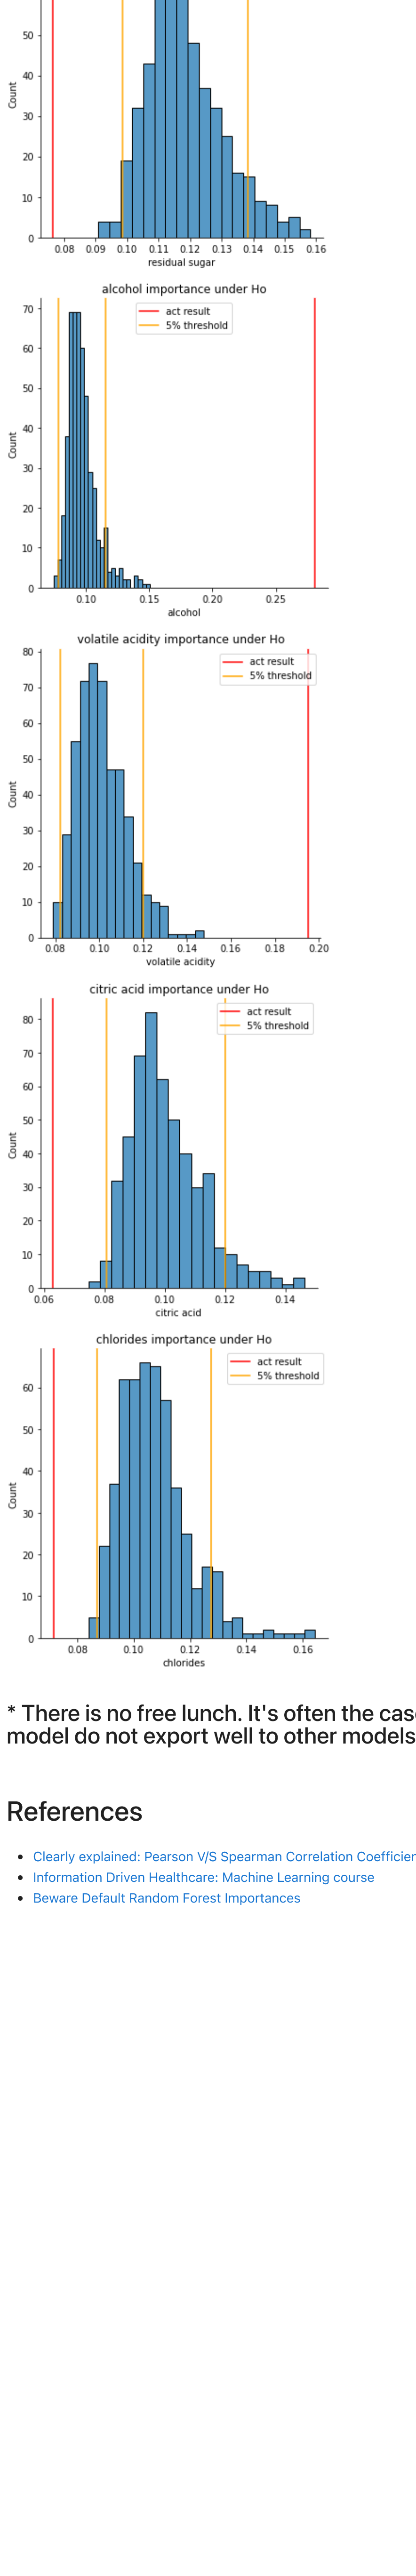 50
40
30
20
10
0
Count
0.08 0.09 0.10 0.11 0.12 0.13 0.14 0.15 0.16
residual sugar
alcohol importance under Ho
act result
5% threshold
70
60
50
40
30
20
10
0
Count
0.10 0.15 0.20 0.25
alcohol
volatile acidity importance under Ho
act result
5% threshold
80
70
60
50
40
30
20
10
0
Count
0.08 0.10 0.12 0.14 0.16 0.18 0.20
volatile acidity
citric acid importance under Ho
act result
5% threshold
80
70
60
50
40
30
20
10
0
Count
0.06 0.08 0.10 0.12 0.14
citric acid
chlorides importance under Ho
act result
5% threshold
60
50
40
30
20
10
0
Count
0.08 0.10 0.12 0.14 0.16
chlorides
* There is no free lunch. It's often the cas
model do not export well to other models
References
Clearly explained: Pearson V/S Spearman Correlation Coefficie
Information Driven Healthcare: Machine Learning course
Beware Default Random Forest Importances